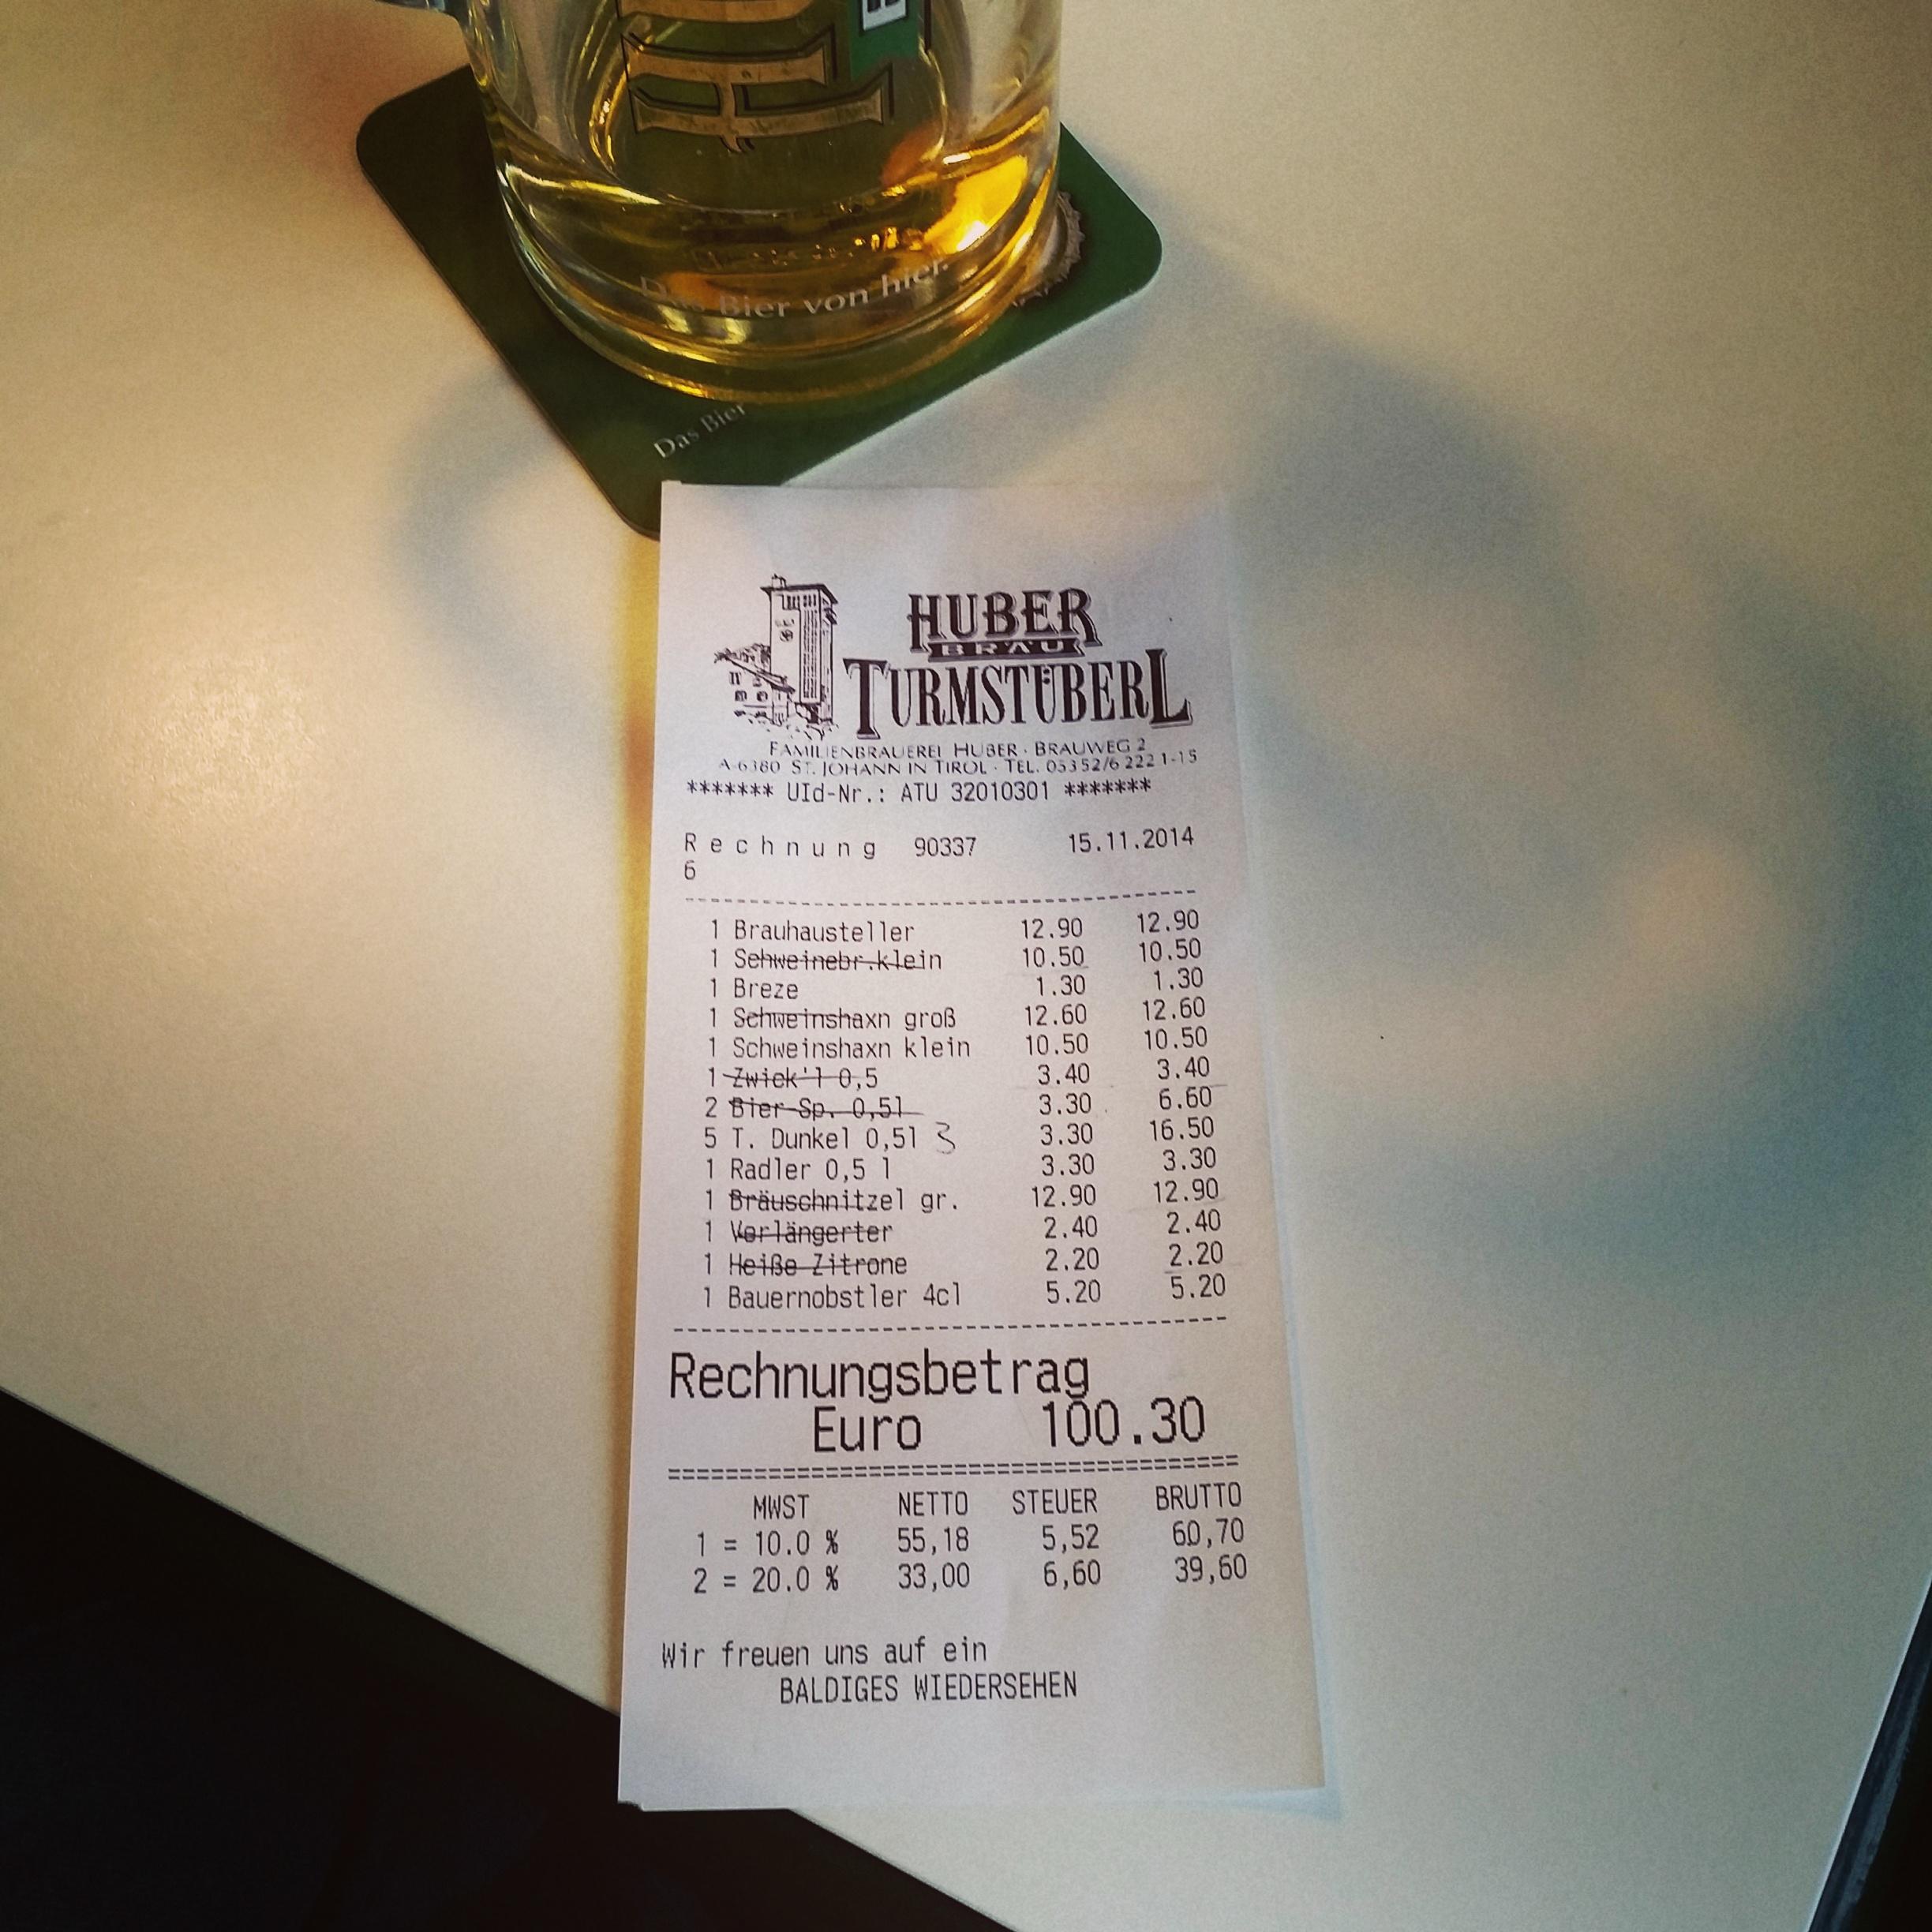 Das Bier von hier.
Das Bier
HUBER
BRÄU
TURMSTÜBERL
FAMILIENBRAUEREI HUBER · BRAUWEG 2
A-6380 ST. JOHANN IN TIROL · TEL. 05352/6 222 1-15
******* UId-Nr.: ATU 32010301 *******
Rechnung 90337 15.11.2014
6
----------------------------------------
1 Brauhausteller 12.90 12.90
1 Schweinebr.klein 10.50 10.50
1 Breze 1.30 1.30
1 Schweinshaxn groß 12.60 12.60
1 Schweinshaxn klein 10.50 10.50
1 Zwick'l 0,5 3.40 3.40
2 Bier-Sp. 0,5l 3.30 6.60
5 T. Dunkel 0,5l 3 3.30 16.50
1 Radler 0,5 l 3.30 3.30
1 Bräuschnitzel gr. 12.90 12.90
1 Verlängerter 2.40 2.40
1 Heiße Zitrone 2.20 2.20
1 Bauernobstler 4cl 5.20 5.20
----------------------------------------
Rechnungsbetrag
Euro 100.30
========================================
MWST NETTO STEUER BRUTTO
1 = 10.0 % 55,18 5,52 60,70
2 = 20.0 % 33,00 6,60 39,60
Wir freuen uns auf ein
BALDIGES WIEDERSEHEN